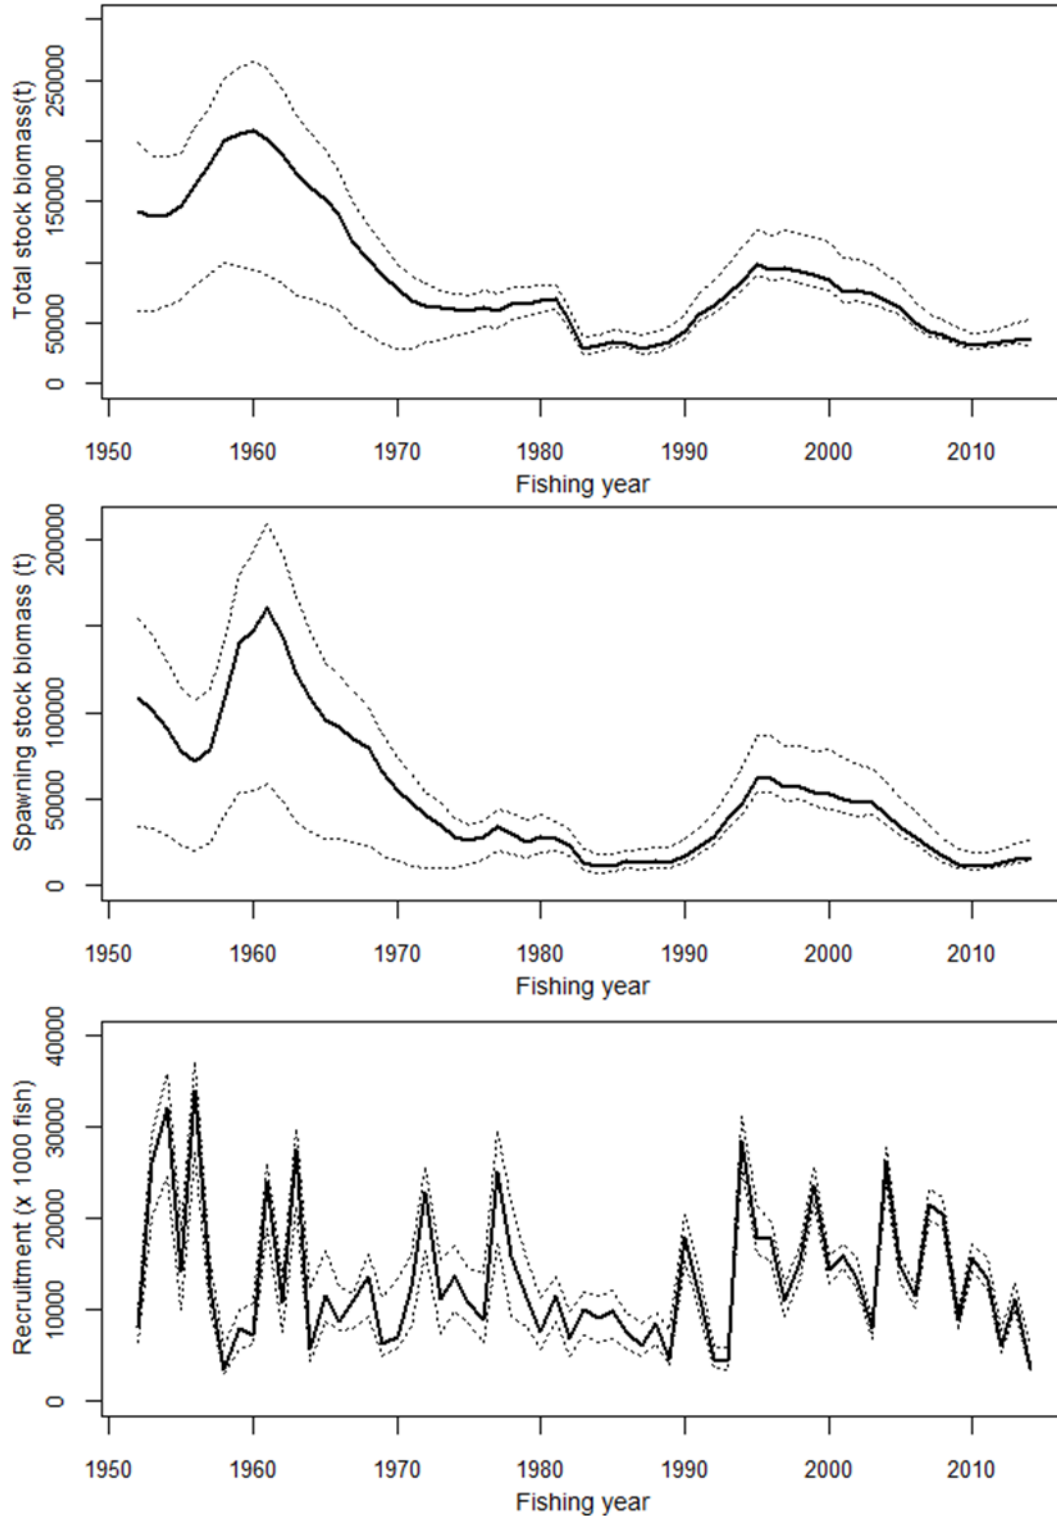 Total stock biomass(t)
250000
150000
50000
0
1950 1960 1970 1980 1990 2000 2010
Fishing year
Spawning stock biomass (t)
200000
100000
50000
0
1950 1960 1970 1980 1990 2000 2010
Fishing year
Recruitment (x 1000 fish)
40000
30000
20000
10000
0
1950 1960 1970 1980 1990 2000 2010
Fishing year